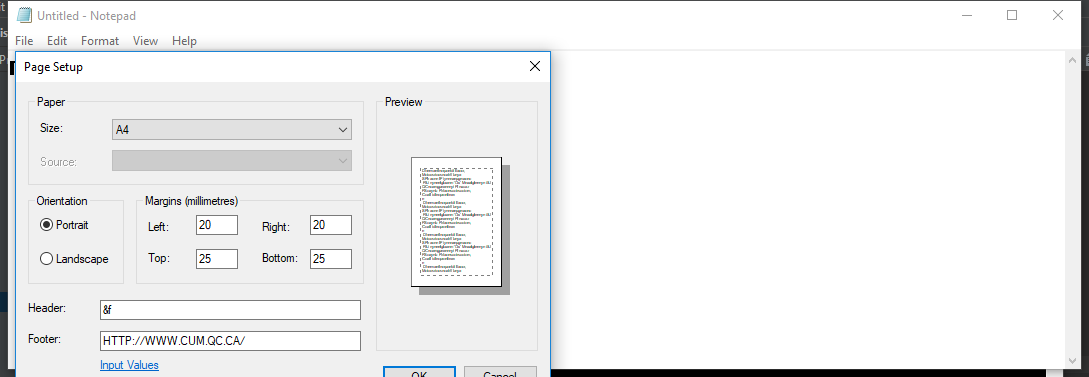 Untitled - Notepad
File Edit Format View Help
Page Setup
Paper
Size: A4
Source:
Orientation
Portrait
Landscape
Margins (millimetres)
Left: 20 Right: 20
Top: 25 Bottom: 25
Preview
Header: &f
Footer: HTTP://WWW.CUM.QC.CA/
Input Values
OK Cancel